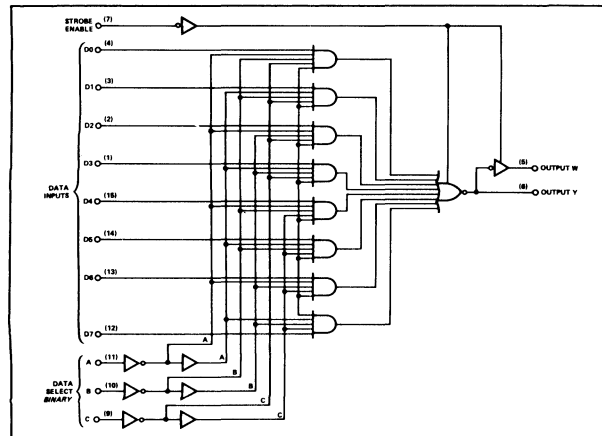 STROBE ENABLE (7)
D0 (4)
D1 (3)
D2 (2)
D3 (1)
D4 (15)
D5 (14)
D6 (13)
D7 (12)
DATA INPUTS
(5) OUTPUT W
(6) OUTPUT Y
A
A (11)
A
B
B (10)
B
C
C (9)
C
DATA SELECT BINARY